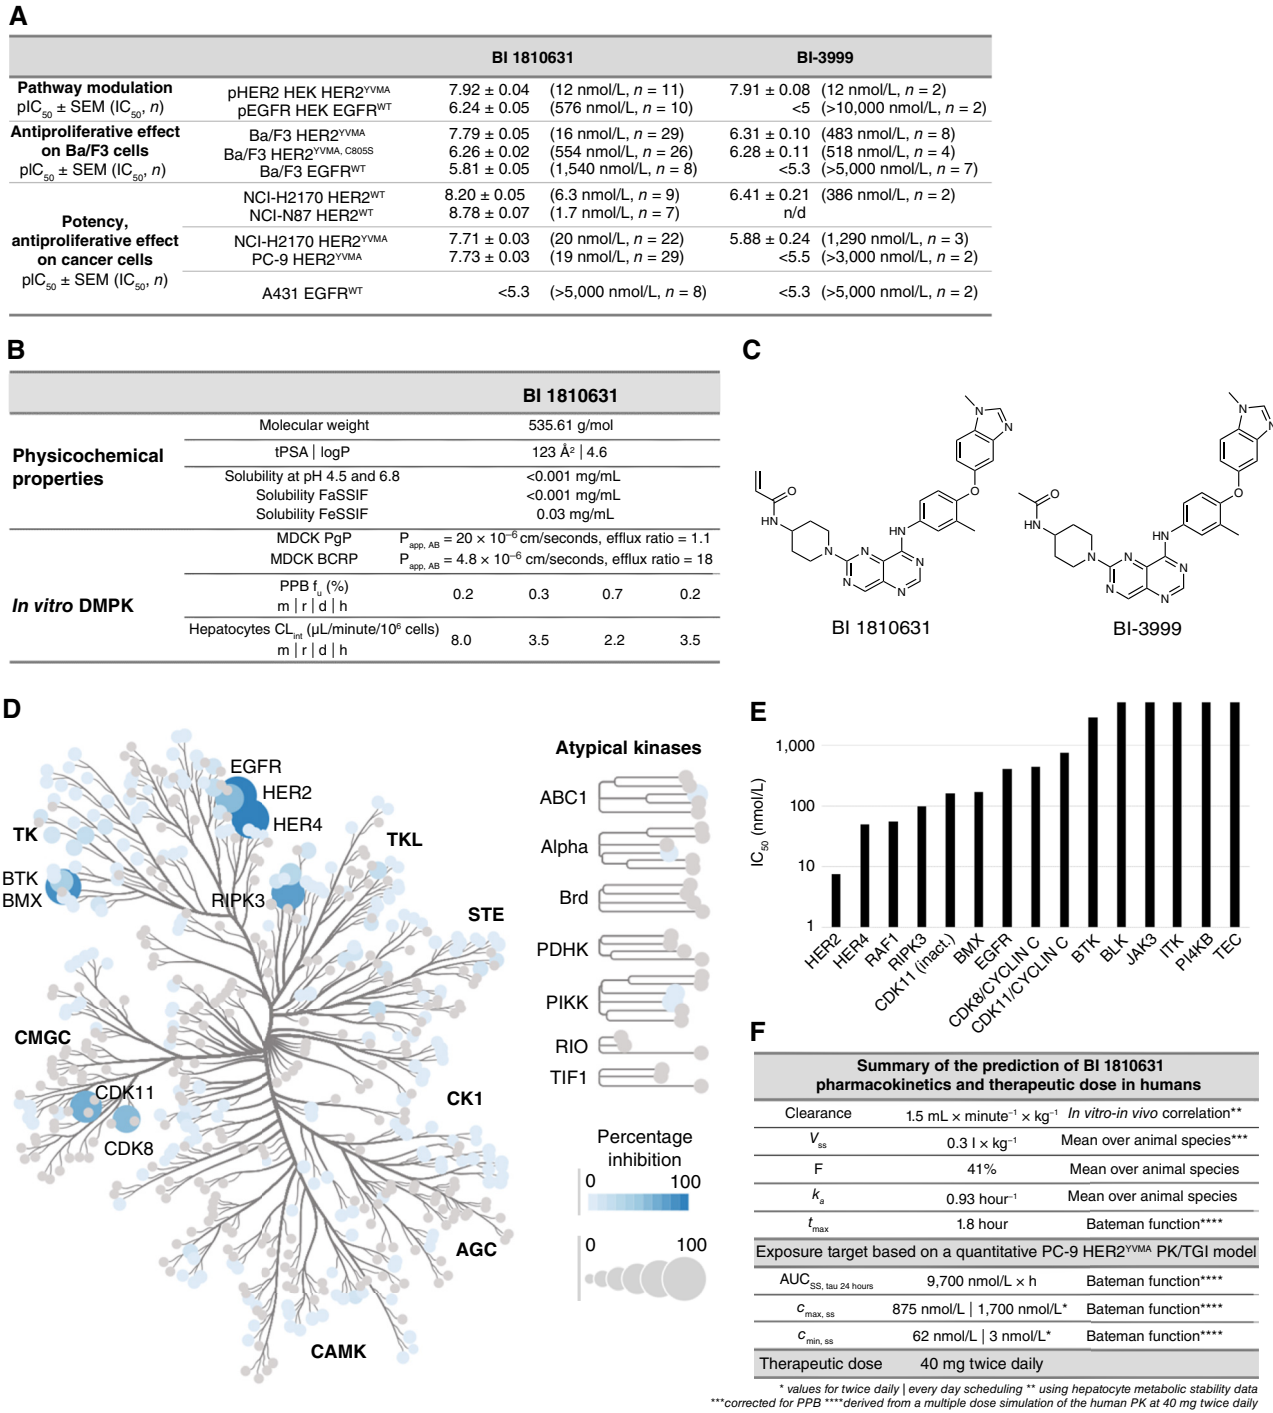 A
BI 1810631 BI-3999
Pathway modulation
pIC50 ± SEM (IC50, n)
pHER2 HEK HER2YVMA 7.92 ± 0.04 (12 nmol/L, n = 11) 7.91 ± 0.08 (12 nmol/L, n = 2)
pEGFR HEK EGFRWT 6.24 ± 0.05 (576 nmol/L, n = 10) <5 (>10,000 nmol/L, n = 2)
Antiproliferative effect
on Ba/F3 cells
pIC50 ± SEM (IC50, n)
Ba/F3 HER2YVMA 7.79 ± 0.05 (16 nmol/L, n = 29) 6.31 ± 0.10 (483 nmol/L, n = 8)
Ba/F3 HER2YVMA, C805S 6.26 ± 0.02 (554 nmol/L, n = 26) 6.28 ± 0.11 (518 nmol/L, n = 4)
Ba/F3 EGFRWT 5.81 ± 0.05 (1,540 nmol/L, n = 8) <5.3 (>5,000 nmol/L, n = 7)
Potency,
antiproliferative effect
on cancer cells
pIC50 ± SEM (IC50, n)
NCI-H2170 HER2WT 8.20 ± 0.05 (6.3 nmol/L, n = 9) 6.41 ± 0.21 (386 nmol/L, n = 2)
NCI-N87 HER2WT 8.78 ± 0.07 (1.7 nmol/L, n = 7) n/d
NCI-H2170 HER2YVMA 7.71 ± 0.03 (20 nmol/L, n = 22) 5.88 ± 0.24 (1,290 nmol/L, n = 3)
PC-9 HER2YVMA 7.73 ± 0.03 (19 nmol/L, n = 29) <5.5 (>3,000 nmol/L, n = 2)
A431 EGFRWT <5.3 (>5,000 nmol/L, n = 8) <5.3 (>5,000 nmol/L, n = 2)
B
BI 1810631
Physicochemical
properties
Molecular weight 535.61 g/mol
tPSA | logP 123 Å2 | 4.6
Solubility at pH 4.5 and 6.8 <0.001 mg/mL
Solubility FaSSIF <0.001 mg/mL
Solubility FeSSIF 0.03 mg/mL
In vitro DMPK
MDCK PgP Papp, AB = 20 × 10–6 cm/seconds, efflux ratio = 1.1
MDCK BCRP Papp, AB = 4.8 × 10–6 cm/seconds, efflux ratio = 18
PPB fu (%)
m | r | d | h
0.2 0.3 0.7 0.2
Hepatocytes CLint (µL/minute/106 cells)
m | r | d | h
8.0 3.5 2.2 3.5
C
N
N
O
O
HN
HN
N
N
N
N
N
BI 1810631
N
N
O
O
HN
HN
N
N
N
N
N
BI-3999
D
EGFR
HER2
HER4
TK
TKL
BTK
BMX
RIPK3
STE
CMGC
CDK11
CDK8
CK1
AGC
CAMK
Atypical kinases
ABC1
Alpha
Brd
PDHK
PIKK
RIO
TIF1
Percentage
inhibition
0 100
0 100
E
IC50 (nmol/L)
1,000
100
10
1
HER2
HER4
RAF1
RIPK3
CDK11 (inact.)
BMX
EGFR
CDK8/CYCLIN C
CDK11/CYCLIN C
BTK
BLK
JAK3
ITK
PI4KB
TEC
F
Summary of the prediction of BI 1810631
pharmacokinetics and therapeutic dose in humans
Clearance 1.5 mL × minute–1 × kg–1 In vitro-in vivo correlation**
Vss 0.3 l × kg–1 Mean over animal species***
F 41% Mean over animal species
ka 0.93 hour–1 Mean over animal species
tmax 1.8 hour Bateman function****
Exposure target based on a quantitative PC-9 HER2YVMA PK/TGI model
AUCSS, tau 24 hours 9,700 nmol/L × h Bateman function****
cmax, ss 875 nmol/L | 1,700 nmol/L* Bateman function****
cmin, ss 62 nmol/L | 3 nmol/L* Bateman function****
Therapeutic dose 40 mg twice daily
* values for twice daily | every day scheduling ** using hepatocyte metabolic stability data
***corrected for PPB ****derived from a multiple dose simulation of the human PK at 40 mg twice daily